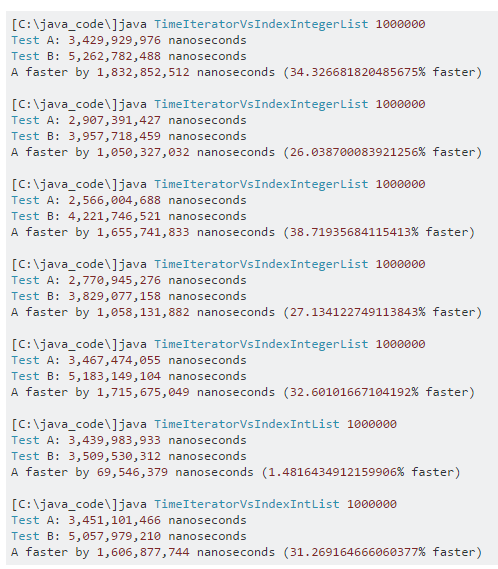 [C:\java_code\]java TimeIteratorVsIndexIntegerList 1000000
Test A: 3,429,929,976 nanoseconds
Test B: 5,262,782,488 nanoseconds
A faster by 1,832,852,512 nanoseconds (34.326681820485675% faster)
[C:\java_code\]java TimeIteratorVsIndexIntegerList 1000000
Test A: 2,907,391,427 nanoseconds
Test B: 3,957,718,459 nanoseconds
A faster by 1,050,327,032 nanoseconds (26.038700083921256% faster)
[C:\java_code\]java TimeIteratorVsIndexIntegerList 1000000
Test A: 2,566,004,688 nanoseconds
Test B: 4,221,746,521 nanoseconds
A faster by 1,655,741,833 nanoseconds (38.71935684115413% faster)
[C:\java_code\]java TimeIteratorVsIndexIntegerList 1000000
Test A: 2,770,945,276 nanoseconds
Test B: 3,829,077,158 nanoseconds
A faster by 1,058,131,882 nanoseconds (27.134122749113843% faster)
[C:\java_code\]java TimeIteratorVsIndexIntegerList 1000000
Test A: 3,467,474,055 nanoseconds
Test B: 5,183,149,104 nanoseconds
A faster by 1,715,675,049 nanoseconds (32.60101667104192% faster)
[C:\java_code\]java TimeIteratorVsIndexIntList 1000000
Test A: 3,439,983,933 nanoseconds
Test B: 3,509,530,312 nanoseconds
A faster by 69,546,379 nanoseconds (1.4816434912159906% faster)
[C:\java_code\]java TimeIteratorVsIndexIntList 1000000
Test A: 3,451,101,466 nanoseconds
Test B: 5,057,979,210 nanoseconds
A faster by 1,606,877,744 nanoseconds (31.269164666060377% faster)